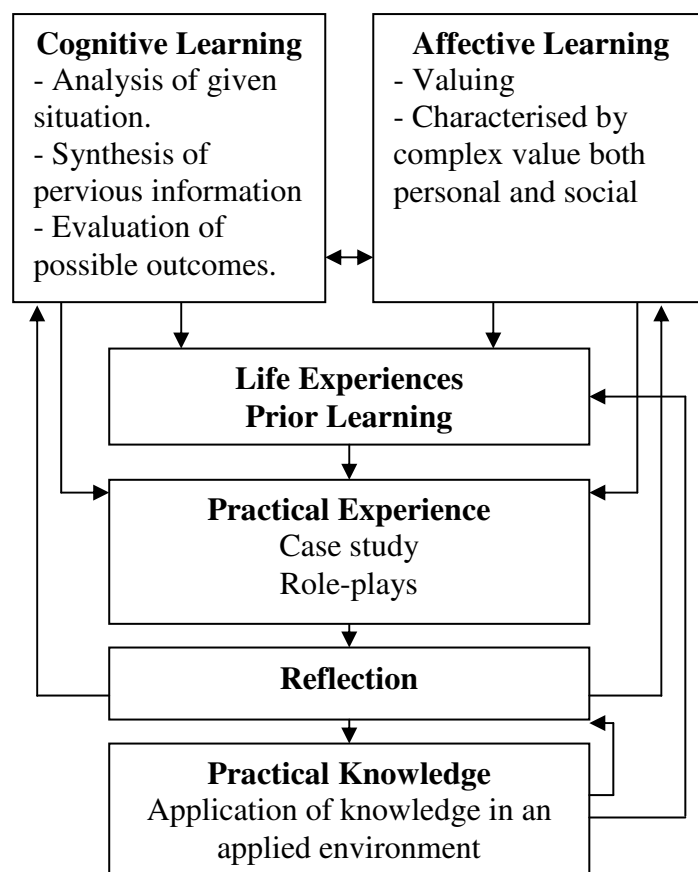 Cognitive Learning
- Analysis of given
situation.
- Synthesis of
pervious information
- Evaluation of
possible outcomes.
Affective Learning
- Valuing
- Characterised by
complex value both
personal and social
Life Experiences
Prior Learning
Practical Experience
Case study
Role-plays
Reflection
Practical Knowledge
Application of knowledge in an
applied environment